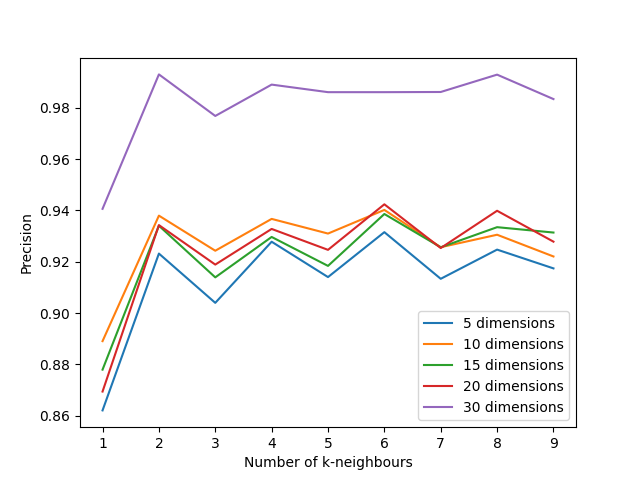 0.98
0.96
0.94
0.92
0.90
0.88
0.86
Precision
1 2 3 4 5 6 7 8 9
Number of k-neighbours
5 dimensions
10 dimensions
15 dimensions
20 dimensions
30 dimensions